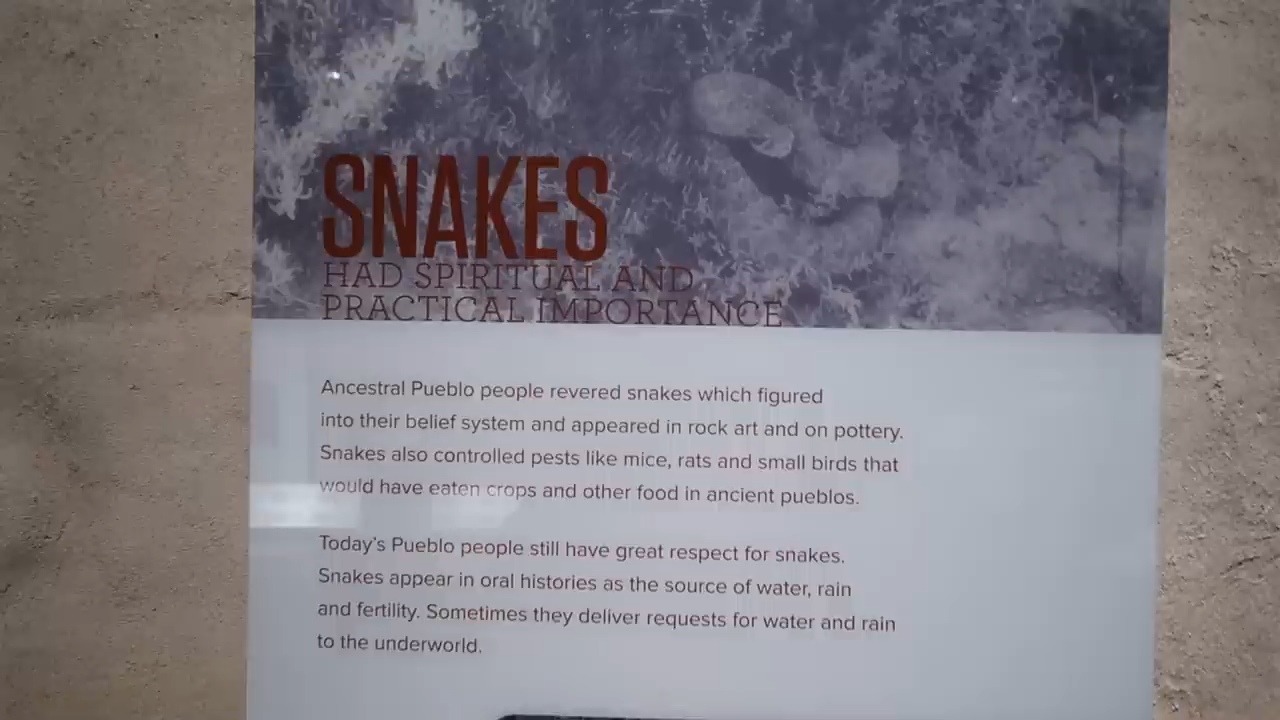 SNAKES
HAD SPIRITUAL AND
PRACTICAL IMPORTANCE
Ancestral Pueblo people revered snakes which figured
into their belief system and appeared in rock art and on pottery.
Snakes also controlled pests like mice, rats and small birds that
would have eaten crops and other food in ancient pueblos.
Today's Pueblo people still have great respect for snakes.
Snakes appear in oral histories as the source of water, rain
and fertility. Sometimes they deliver requests for water and rain
to the underworld.